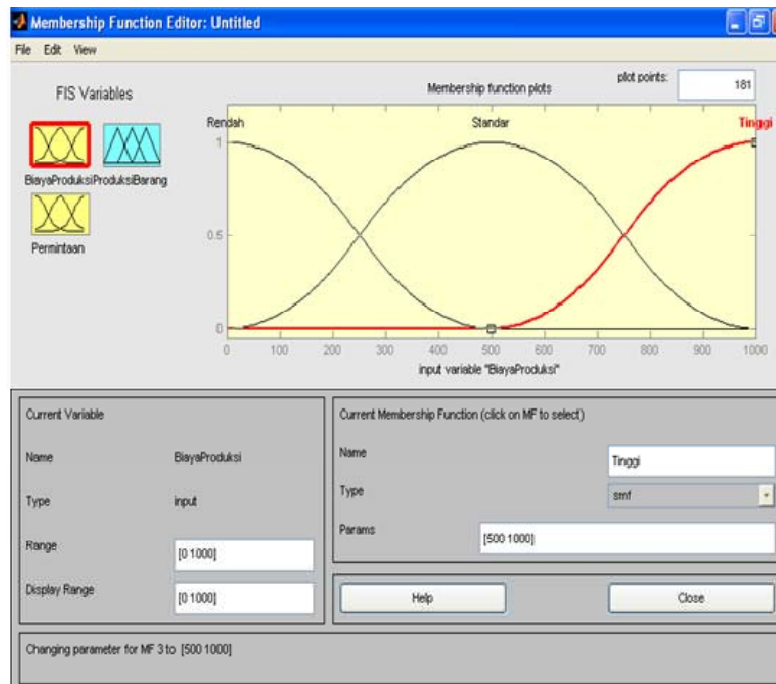 Membership Function Editor: Untitled
File Edit View
FIS Variables
BiayaProduksi ProduksiBarang
Permintaan
Membership function plots
plot points: 181
Rendah Standar Tinggi
1
0.5
0
0 100 200 300 400 500 600 700 800 900 1000
input variable "BiayaProduksi"
Current Variable
Name BiayaProduksi
Type input
Range [0 1000]
Display Range [0 1000]
Current Membership Function (click on MF to select)
Name Tinggi
Type smf
Params [500 1000]
Help Close
Changing parameter for MF 3 to [500 1000]